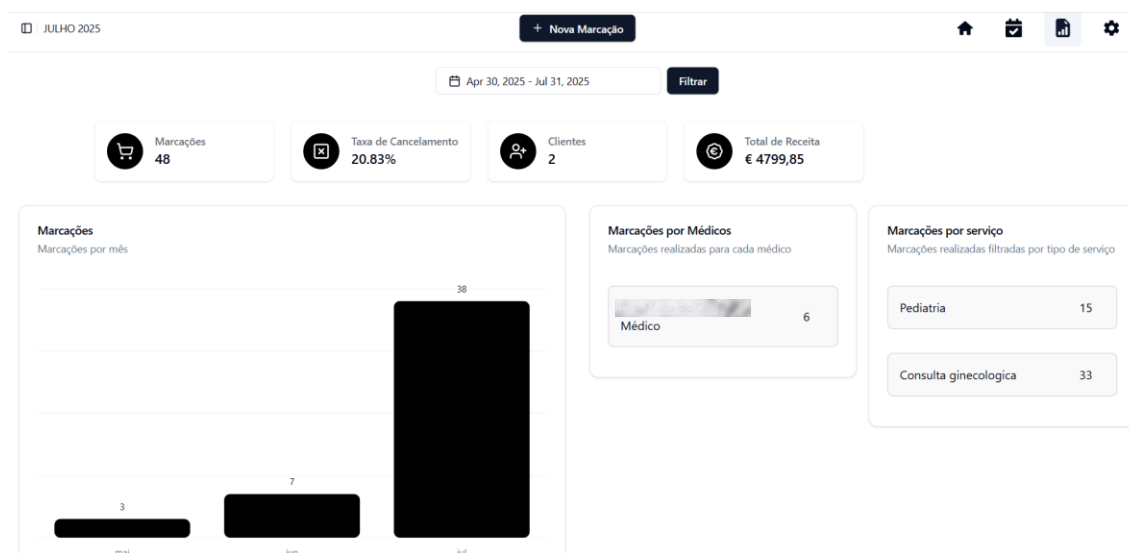 JULHO 2025
+ Nova Marcação
Apr 30, 2025 - Jul 31, 2025
Filtrar
Marcações
48
Taxa de Cancelamento
20.83%
Clientes
2
Total de Receita
€ 4799,85
Marcações
Marcações por mês
3
7
38
mai
jun
jul
Marcações por Médicos
Marcações realizadas para cada médico
Médico
6
Marcações por serviço
Marcações realizadas filtradas por tipo de serviço
Pediatria 15
Consulta ginecologica 33